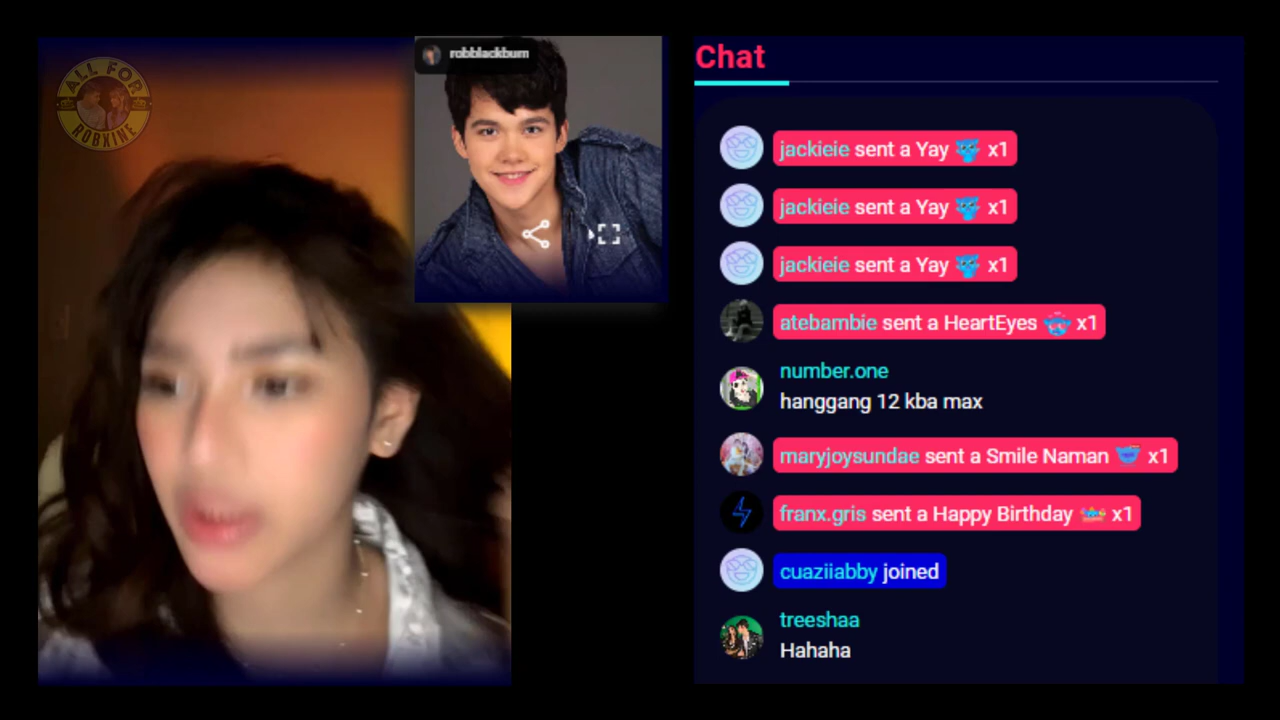 ALL FOR
ROBXINE
robblackburn
Chat
jackieie sent a Yay x1
jackieie sent a Yay x1
jackieie sent a Yay x1
atebambie sent a HeartEyes x1
number.one
hanggang 12 kba max
maryjoysundae sent a Smile Naman x1
franx.gris sent a Happy Birthday x1
cuaziiabby joined
treeshaa
Hahaha